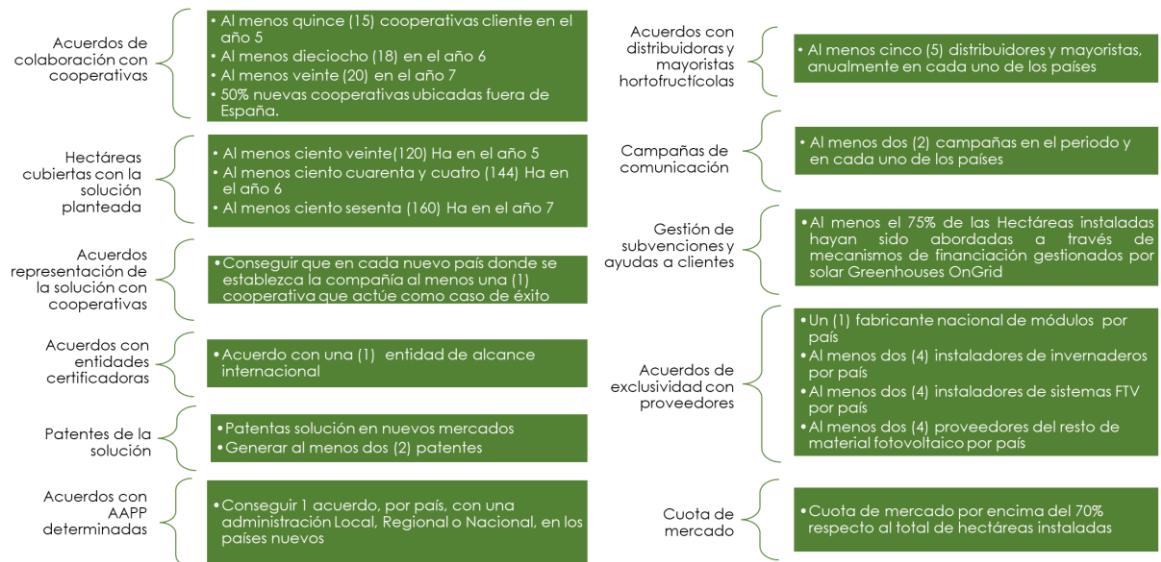 Acuerdos de
colaboración con
cooperativas
• Al menos quince (15) cooperativas cliente en el
año 5
• Al menos dieciocho (18) en el año 6
• Al menos veinte (20) en el año 7
• 50% nuevas cooperativas ubicadas fuera de
España.
Hectáreas
cubiertas con la
solución
planteada
• Al menos ciento veinte(120) Ha en el año 5
• Al menos ciento cuarenta y cuatro (144) Ha en
el año 6
• Al menos ciento sesenta (160) Ha en el año 7
Acuerdos
representación de
la solución con
cooperativas
• Conseguir que en cada nuevo país donde se
establezca la compañía al menos una (1)
cooperativa que actúe como caso de éxito
Acuerdos con
entidades
certificadoras
• Acuerdo con una (1) entidad de alcance
internacional
Patentes de la
solución
• Patentas solución en nuevos mercados
• Generar al menos dos (2) patentes
Acuerdos con
AAPP
determinadas
• Conseguir 1 acuerdo, por país, con una
administración Local, Regional o Nacional, en los
países nuevos
Acuerdos con
distribuidoras y
mayoristas
hortofructícolas
• Al menos cinco (5) distribuidores y mayoristas,
anualmente en cada uno de los países
Campañas de
comunicación
• Al menos dos (2) campañas en el periodo y
en cada uno de los países
Gestión de
subvenciones y
ayudas a clientes
• Al menos el 75% de las Hectáreas instaladas
hayan sido abordadas a través de
mecanismos de financiación gestionados por
solar Greenhouses OnGrid
Acuerdos de
exclusividad con
proveedores
• Un (1) fabricante nacional de módulos por
país
• Al menos dos (4) instaladores de invernaderos
por país
• Al menos dos (4) instaladores de sistemas FTV
por país
• Al menos dos (4) proveedores del resto de
material fotovoltaico por país
Cuota de
mercado
• Cuota de mercado por encima del 70%
respecto al total de hectáreas instaladas